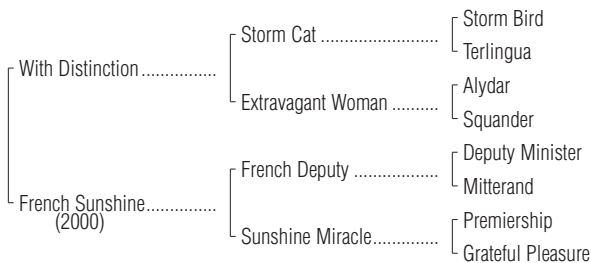 Storm Bird
Storm Cat ..........................
Terlingua
With Distinction................
Alydar
Extravagant Woman ..........
Squander
Deputy Minister
French Deputy ..................
Mitterand
French Sunshine...............
(2000)
Premiership
Sunshine Miracle..............
Grateful Pleasure